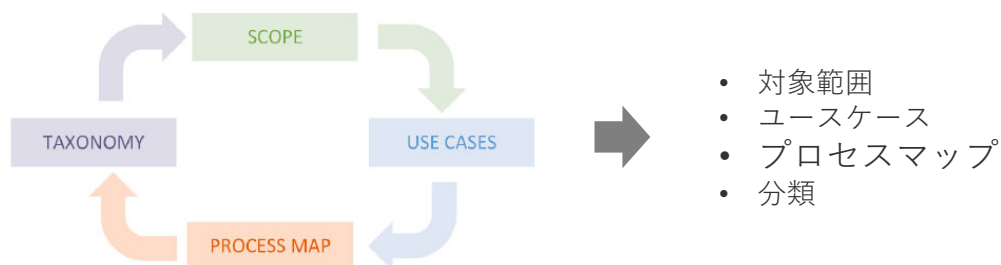 SCOPE
TAXONOMY
USE CASES
PROCESS MAP
• 対象範囲
• ユースケース
• プロセスマップ
• 分類